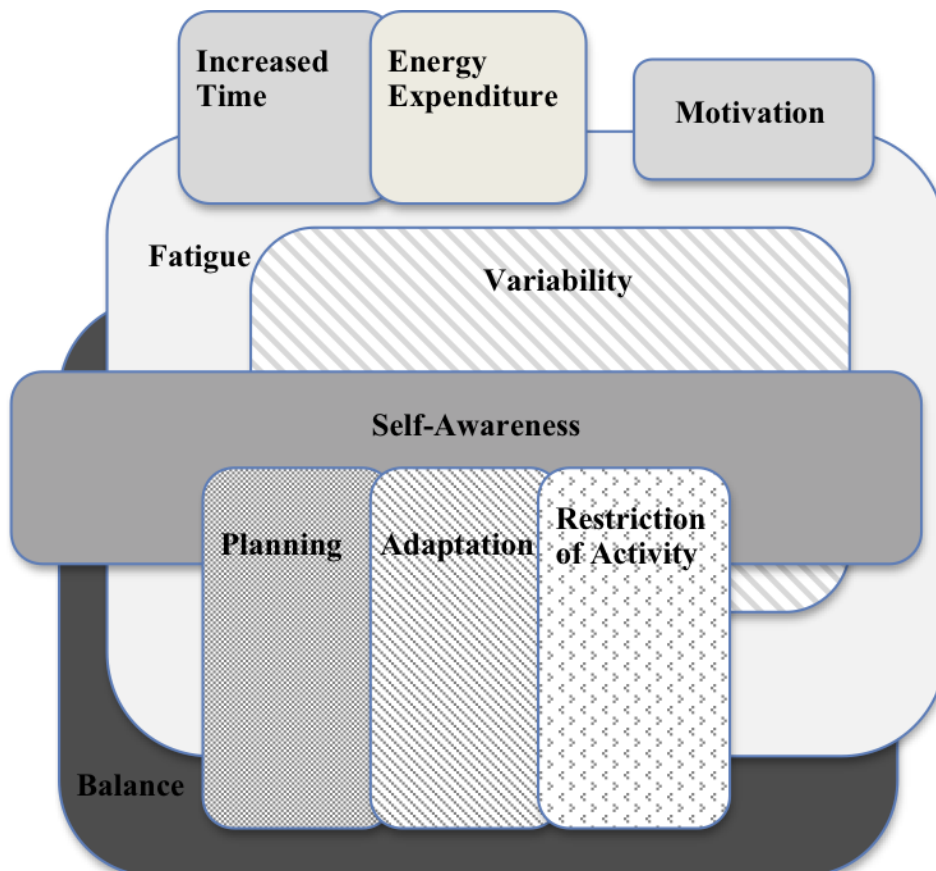 Increased
Time
Energy
Expenditure
Motivation
Fatigue
Variability
Self-Awareness
Planning
Adaptation
Restriction
of Activity
Balance